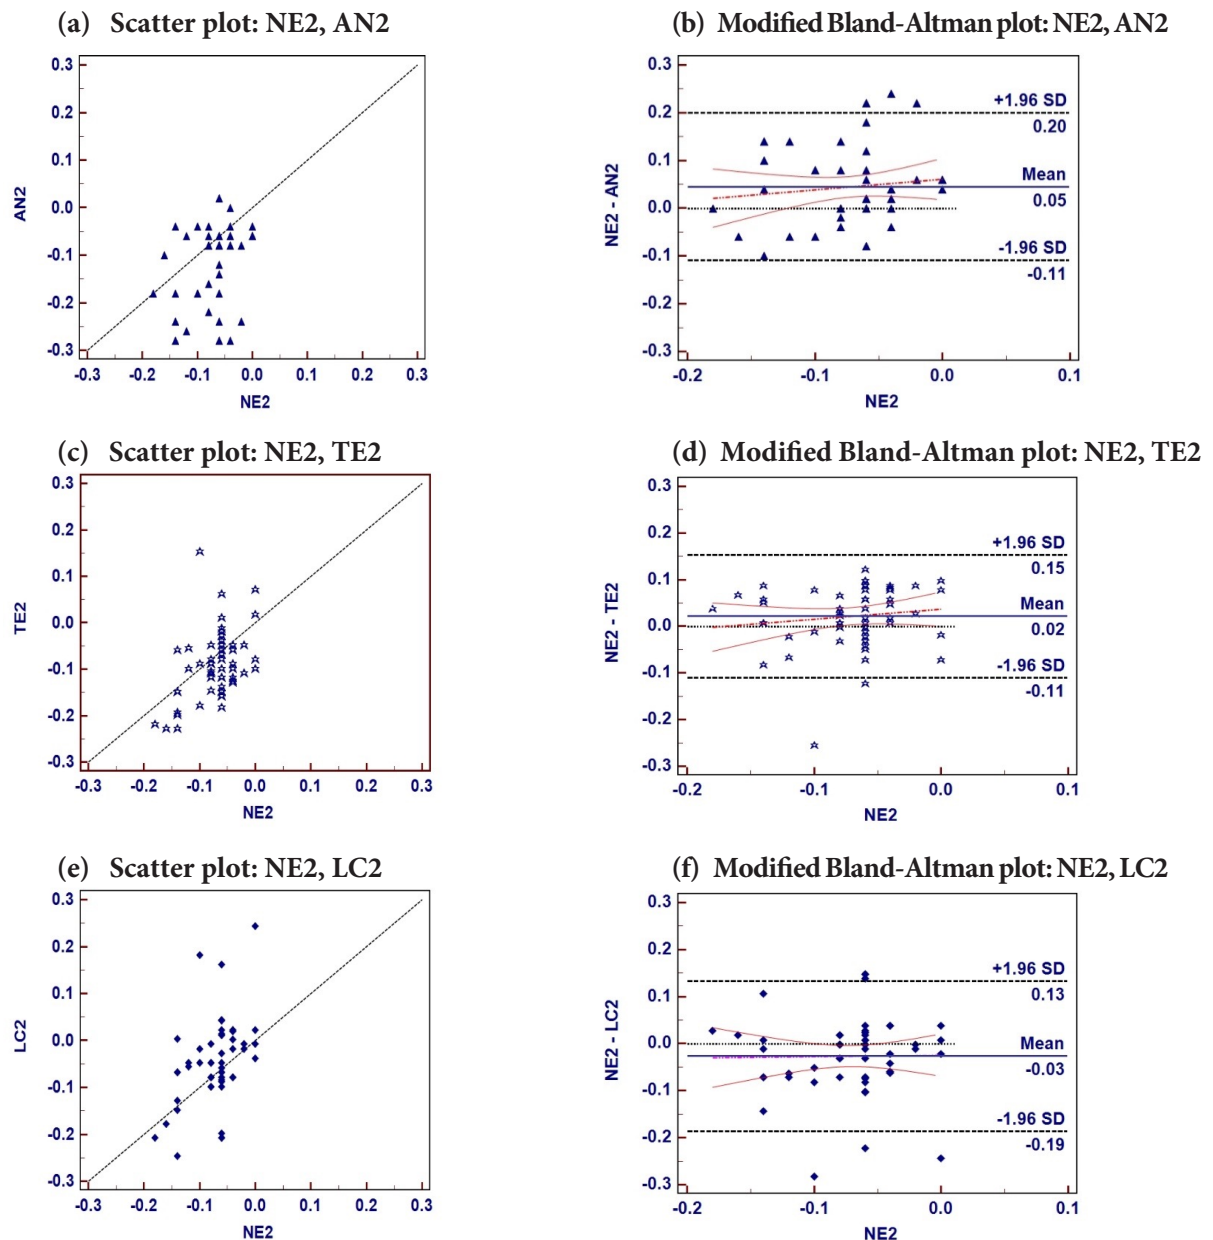 (a) Scatter plot: NE2, AN2
(b) Modified Bland-Altman plot: NE2, AN2
0.3
0.2
0.1
0.0
-0.1
-0.2
-0.3
AN2
-0.3 -0.2 -0.1 0.0 0.1 0.2 0.3
NE2
0.3
0.2
0.1
0.0
-0.1
-0.2
-0.3
NE2 - AN2
+1.96 SD
0.20
Mean
0.05
-1.96 SD
-0.11
-0.2 -0.1 0.0 0.1
NE2
(c) Scatter plot: NE2, TE2
(d) Modified Bland-Altman plot: NE2, TE2
0.3
0.2
0.1
0.0
-0.1
-0.2
-0.3
TE2
-0.3 -0.2 -0.1 0.0 0.1 0.2 0.3
NE2
0.3
0.2
0.1
0.0
-0.1
-0.2
-0.3
NE2 - TE2
+1.96 SD
0.15
Mean
0.02
-1.96 SD
-0.11
-0.2 -0.1 0.0 0.1
NE2
(e) Scatter plot: NE2, LC2
(f) Modified Bland-Altman plot: NE2, LC2
0.3
0.2
0.1
0.0
-0.1
-0.2
-0.3
LC2
-0.3 -0.2 -0.1 0.0 0.1 0.2 0.3
NE2
0.3
0.2
0.1
0.0
-0.1
-0.2
-0.3
NE2 - LC2
+1.96 SD
0.13
Mean
-0.03
-1.96 SD
-0.19
-0.2 -0.1 0.0 0.1
NE2